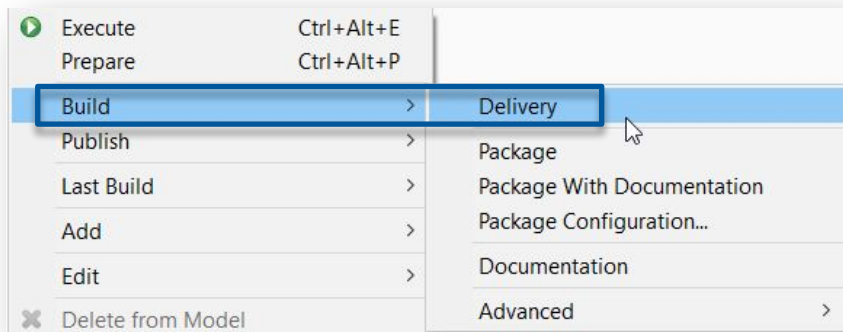 Execute Ctrl+Alt+E
Prepare Ctrl+Alt+P
Build > Delivery
Publish >
Package
Last Build > Package With Documentation
Package Configuration...
Add >
Documentation
Edit >
Advanced >
Delete from Model